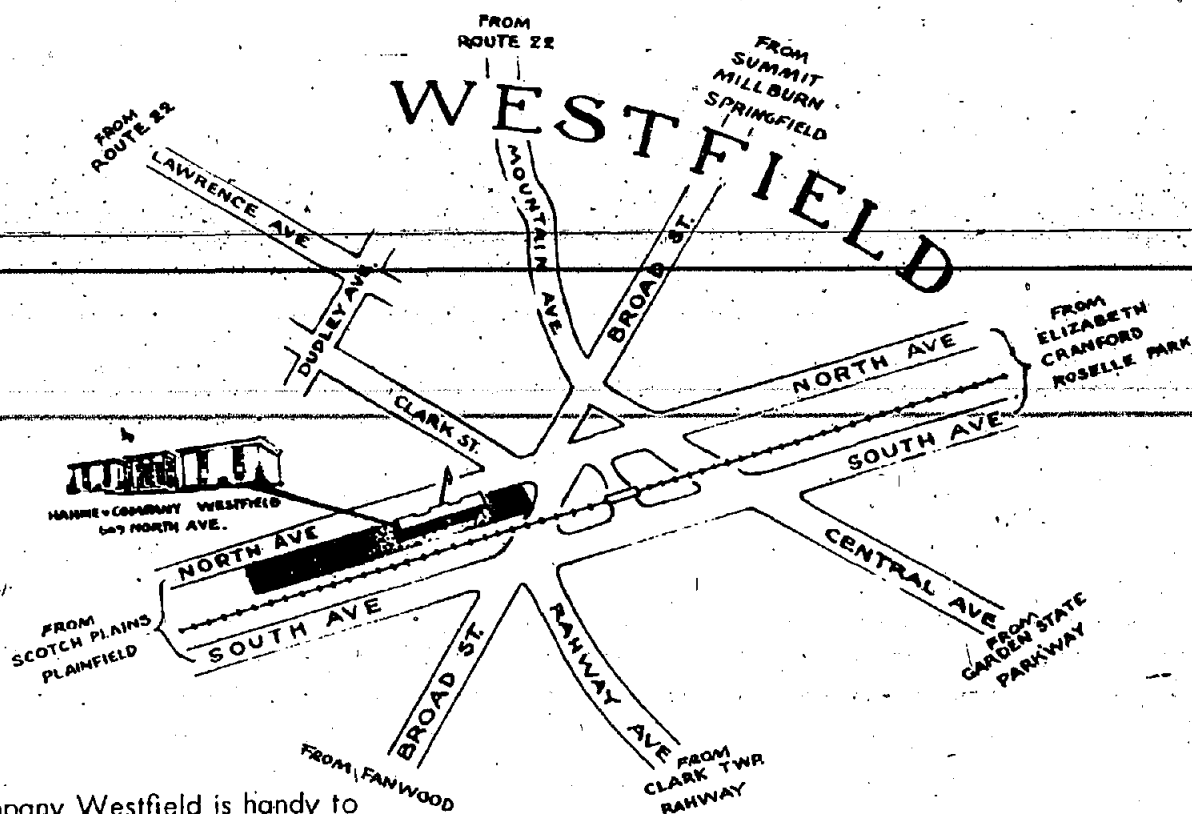 FROM
ROUTE 22
FROM
SUMMIT
MILLBURN
SPRINGFIELD
WESTFIELD
FROM
ROUTE 22
LAWRENCE AVE
MOUNTAIN AVE
BROAD ST.
DUDLEY AVE.
FROM
ELIZABETH
CRANFORD
ROSELLE PARK
NORTH AVE
CLARK ST.
SOUTH AVE
HAHNE & COMPANY WESTFIELD
609 NORTH AVE.
NORTH AVE
CENTRAL AVE
FROM
GARDEN STATE
PARKWAY
FROM
SCOTCH PLAINS
PLAINFIELD
SOUTH AVE
BROAD ST.
RAHWAY AVE
FROM FANWOOD
FROM
CLARK TWP.
RAHWAY
mpany Westfield is handy to